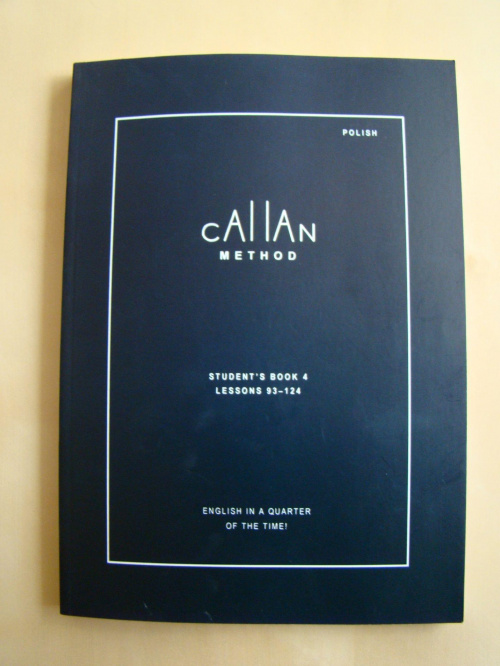 POLISH
CALLAN
METHOD
STUDENT'S BOOK 4
LESSONS 93–124
ENGLISH IN A QUARTER
OF THE TIME!